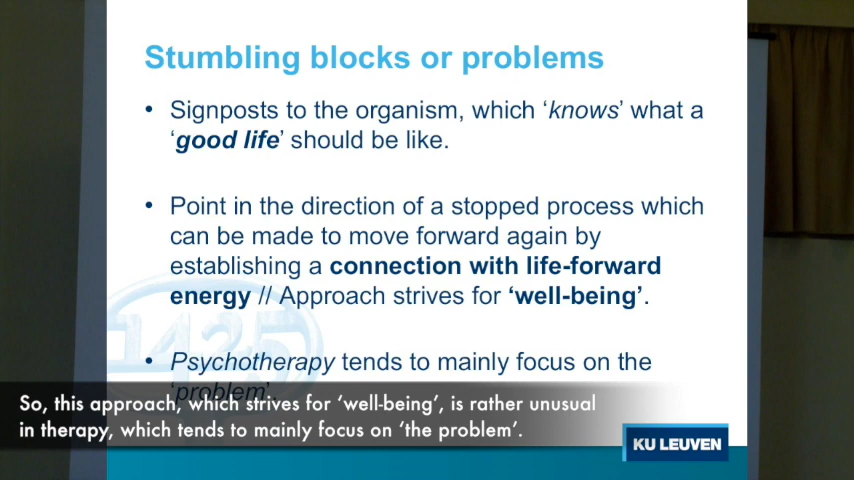 Stumbling blocks or problems
• Signposts to the organism, which ‘knows’ what a
‘good life’ should be like.
• Point in the direction of a stopped process which
can be made to move forward again by
establishing a connection with life-forward
energy // Approach strives for ‘well-being’.
1425
• Psychotherapy tends to mainly focus on the
‘problem’.
So, this approach, which strives for ‘well-being’, is rather unusual
in therapy, which tends to mainly focus on ‘the problem’.
KU LEUVEN